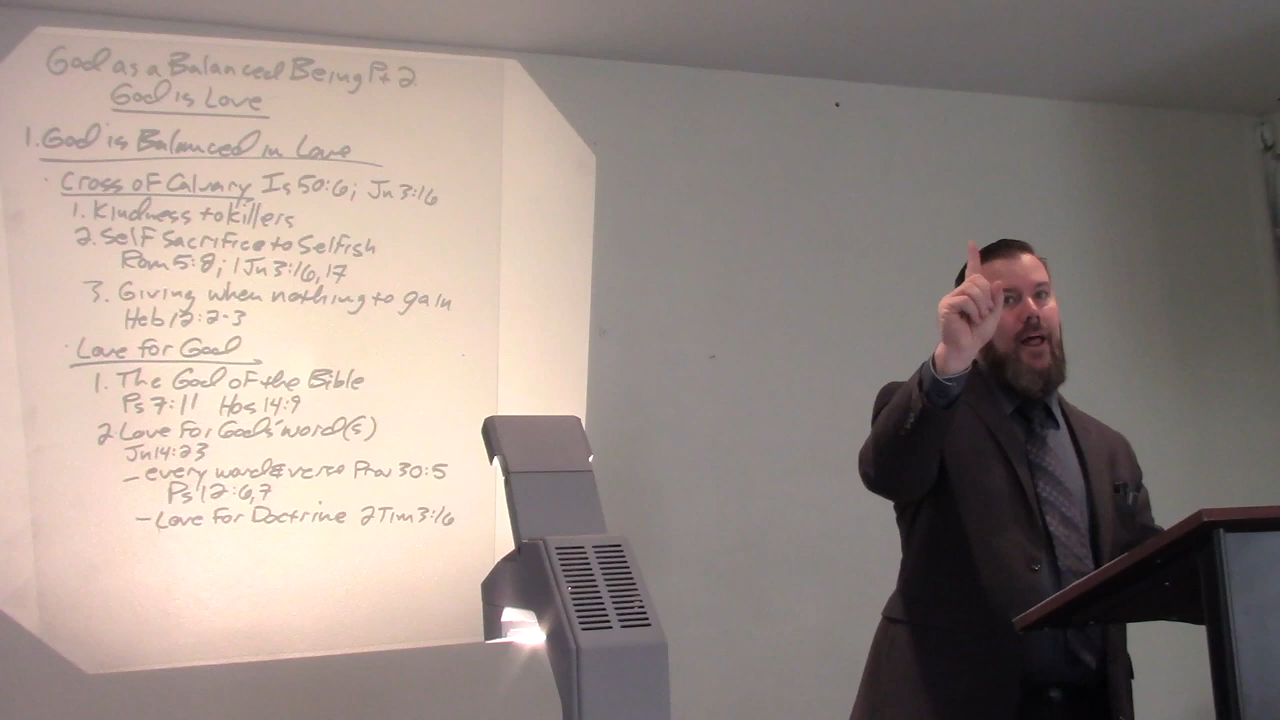 God as a Balanced Being Pt 2
God is Love
1. God is Balanced in Love
· Cross of Calvary Is 50:6; Jn 3:16
1. Kindness to killers
2. Self Sacrifice to Selfish
Rom 5:8; 1 Jn 3:16,17
3. Giving when nothing to gain
Heb 12:2-3
· Love for God
1. The God of the Bible
Ps 7:11 Hos 14:9
2. Love for God's word(s)
Jn 14:23
- every word & verse Prov 30:5
Ps 12:6,7
- Love for Doctrine 2 Tim 3:16